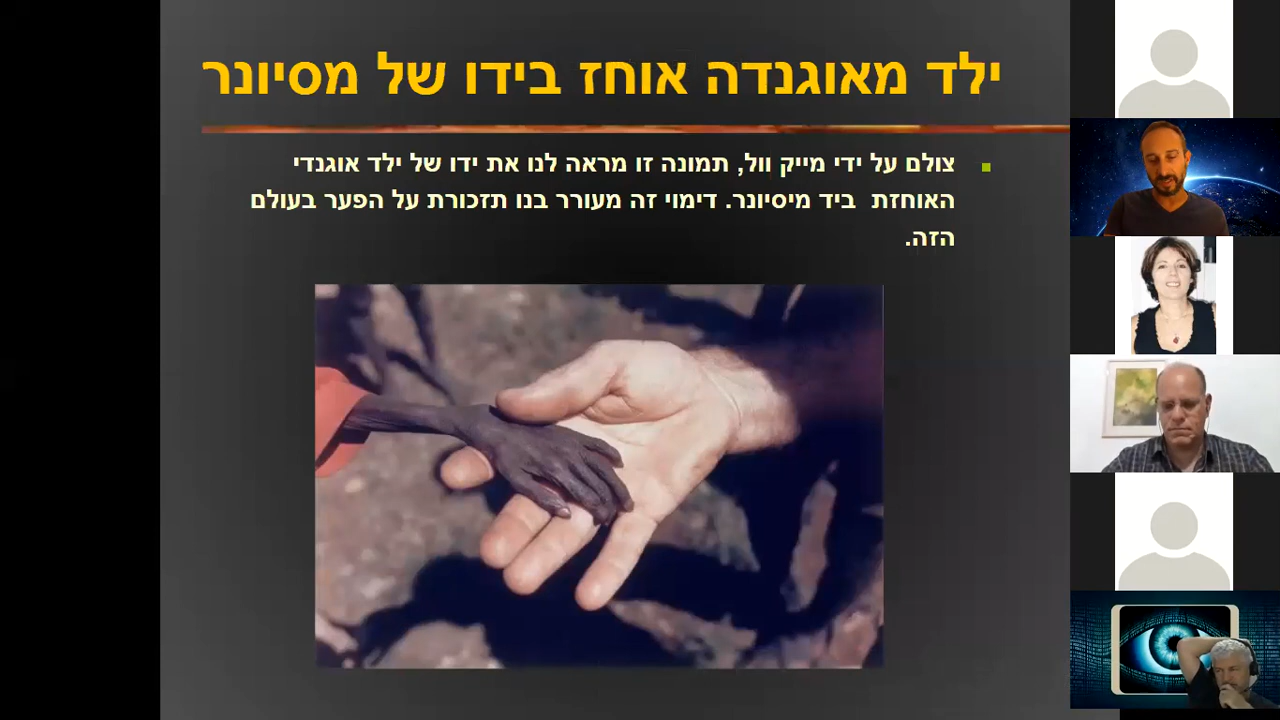 ילד מאוגנדה אוחז בידו של מסיונר
צולם על ידי מייק וול, תמונה זו מראה לנו את ידו של ילד אוגנדי
האוחזת ביד מיסיונר. דימוי זה מעורר בנו תזכורת על הפער בעולם
הזה.